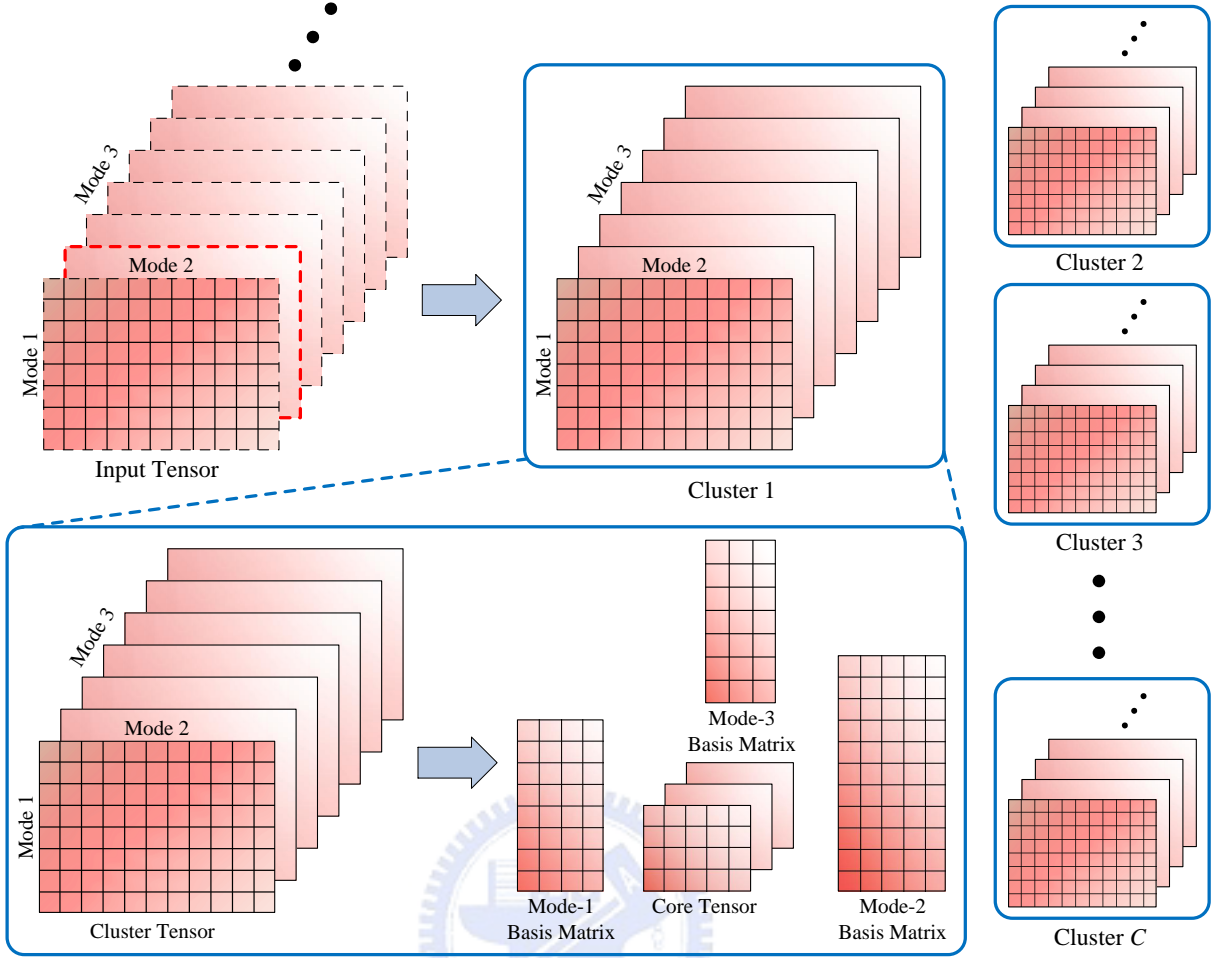 Mode 3
Mode 2
Mode 1
Input Tensor
Mode 3
Mode 2
Mode 1
Cluster 1
Cluster 2
Cluster 3
Cluster C
Mode 3
Mode 2
Mode 1
Cluster Tensor
Mode-1
Basis Matrix
Mode-3
Basis Matrix
Core Tensor
Mode-2
Basis Matrix